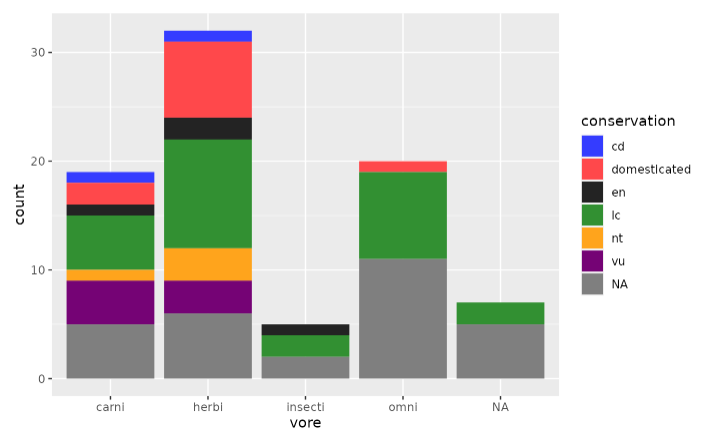 count
30
20
10
0
carni
herbi
insecti
omni
NA
vore
conservation
cd
domesticated
en
lc
nt
vu
NA